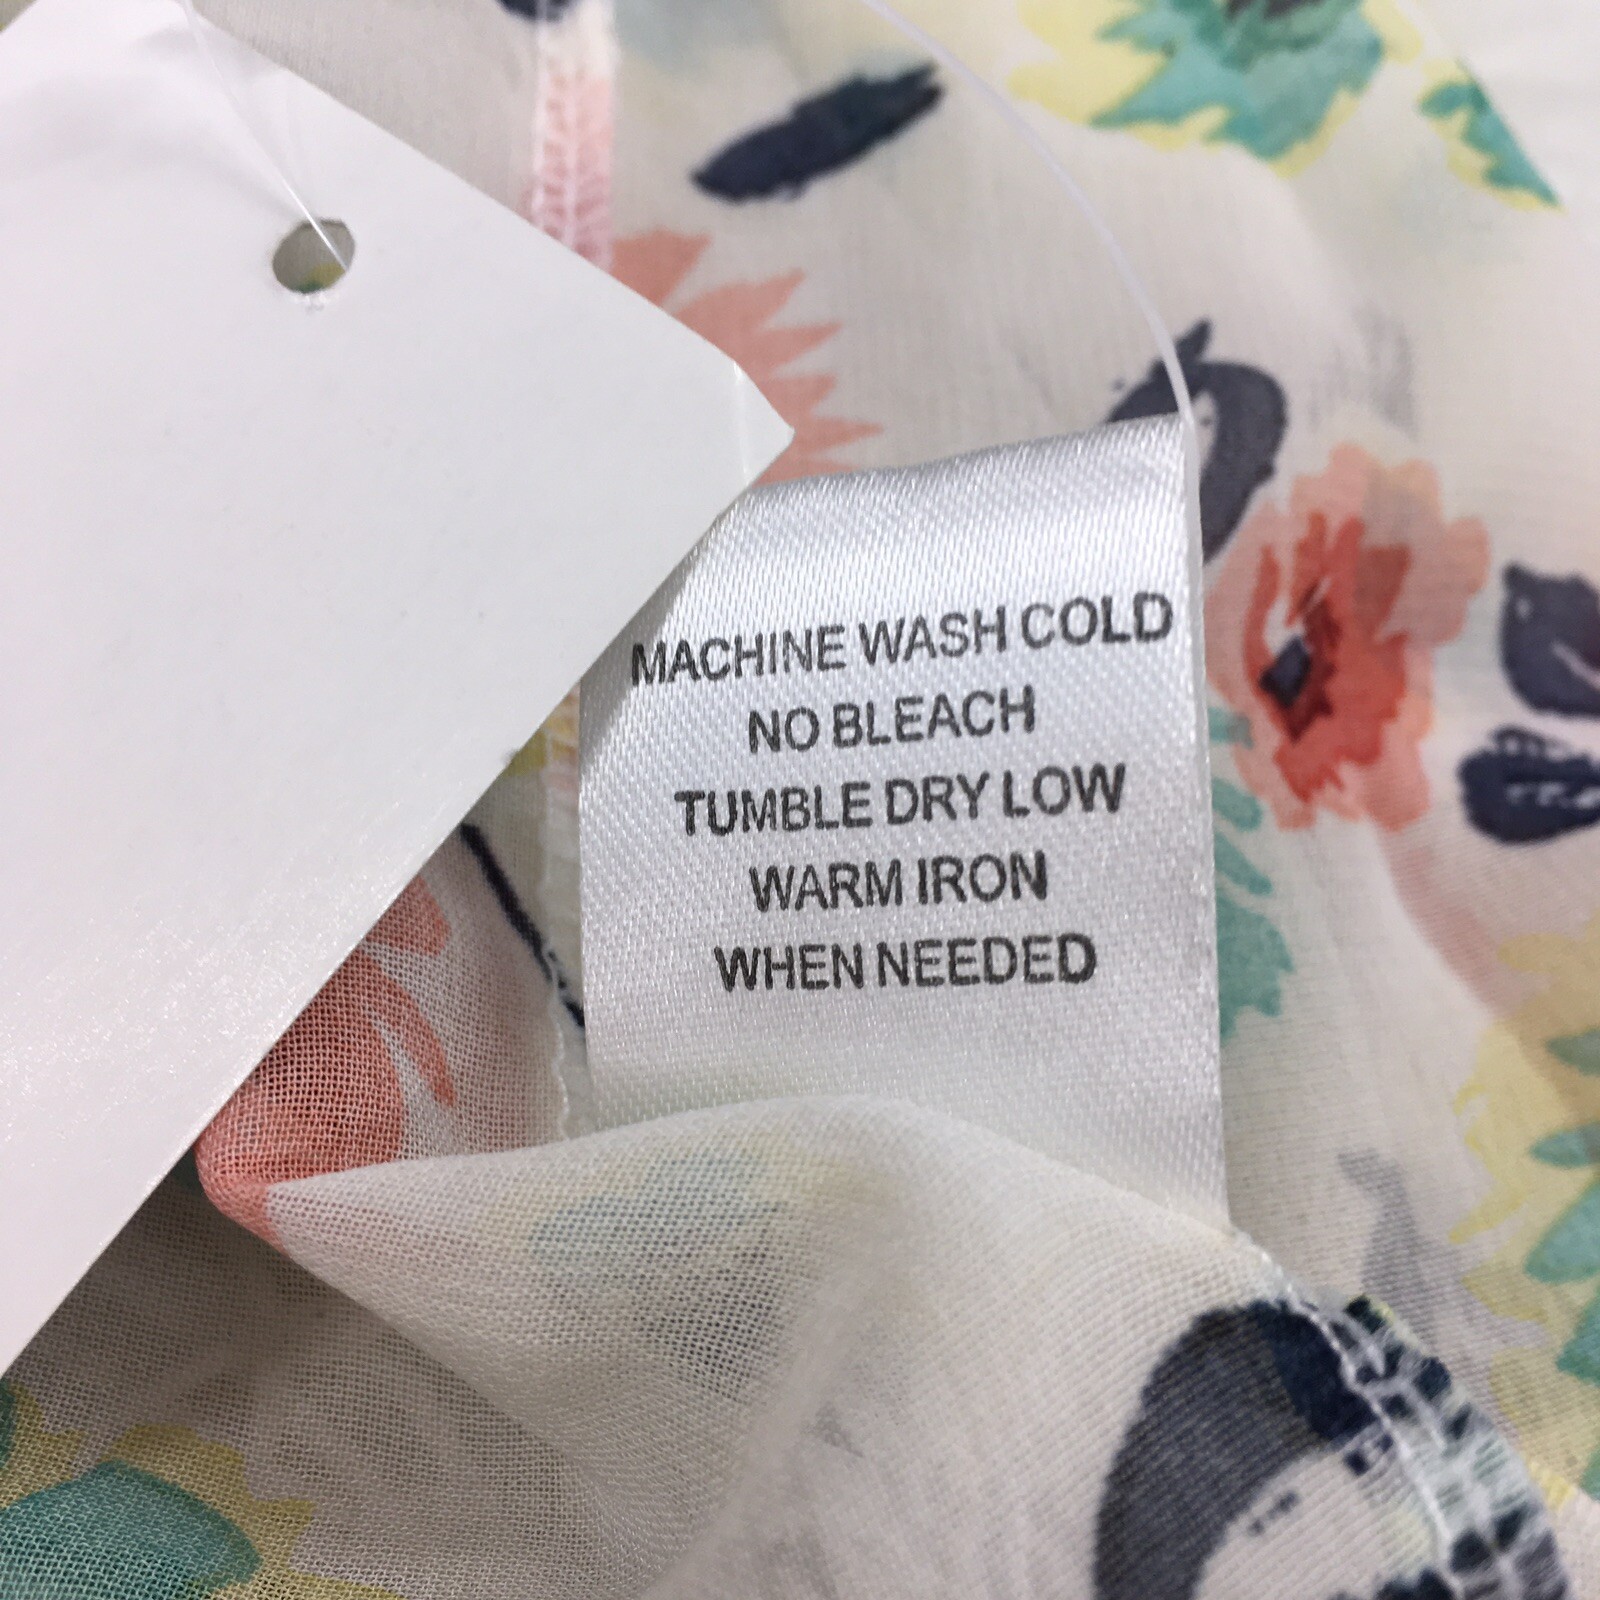 MACHINE WASH COLD
NO BLEACH
TUMBLE DRY LOW
WARM IRON
WHEN NEEDED